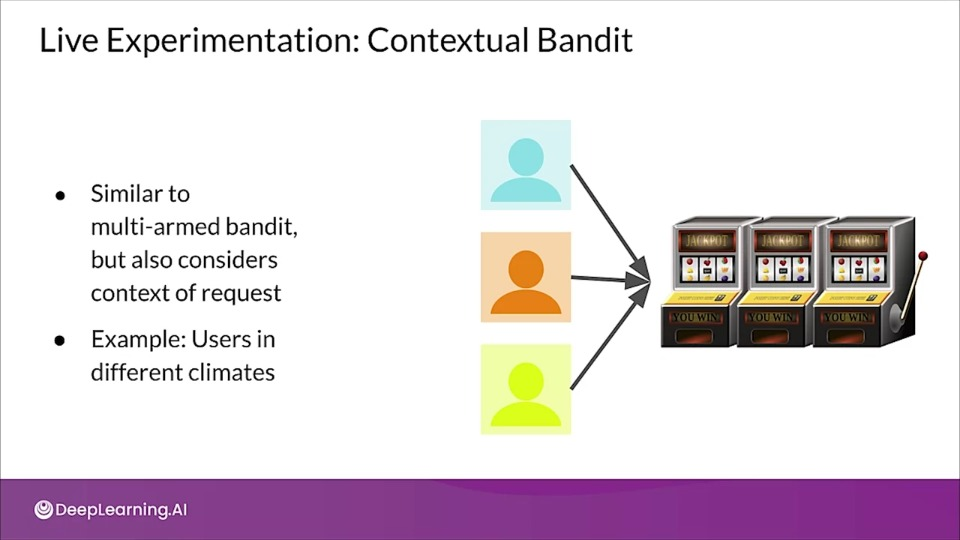 Live Experimentation: Contextual Bandit
● Similar to
multi-armed bandit,
but also considers
context of request
● Example: Users in
different climates
JACKPOT JACKPOT JACKPOT
YOU WIN! YOU WIN! YOU WIN!
DeepLearning.AI